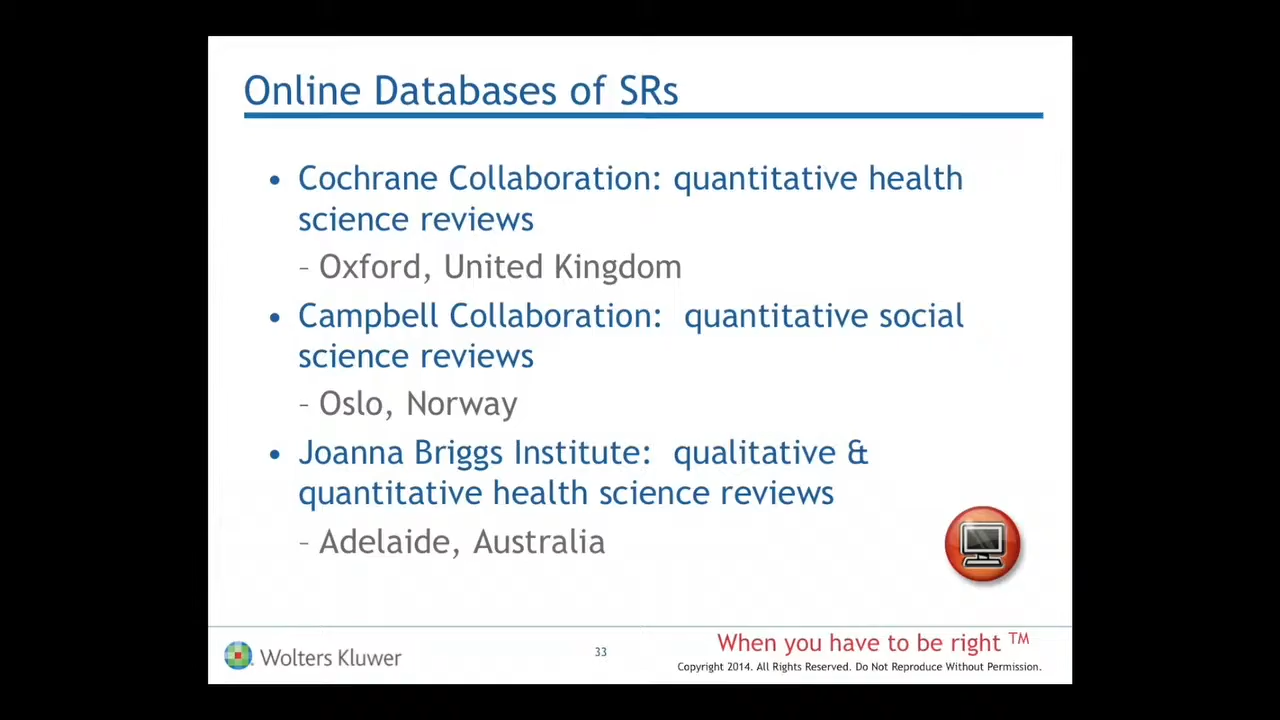 Online Databases of SRs
• Cochrane Collaboration: quantitative health
science reviews
– Oxford, United Kingdom
• Campbell Collaboration:  quantitative social
science reviews
– Oslo, Norway
• Joanna Briggs Institute:  qualitative &
quantitative health science reviews
– Adelaide, Australia
Wolters Kluwer
33
When you have to be right ™
Copyright 2014. All Rights Reserved. Do Not Reproduce Without Permission.